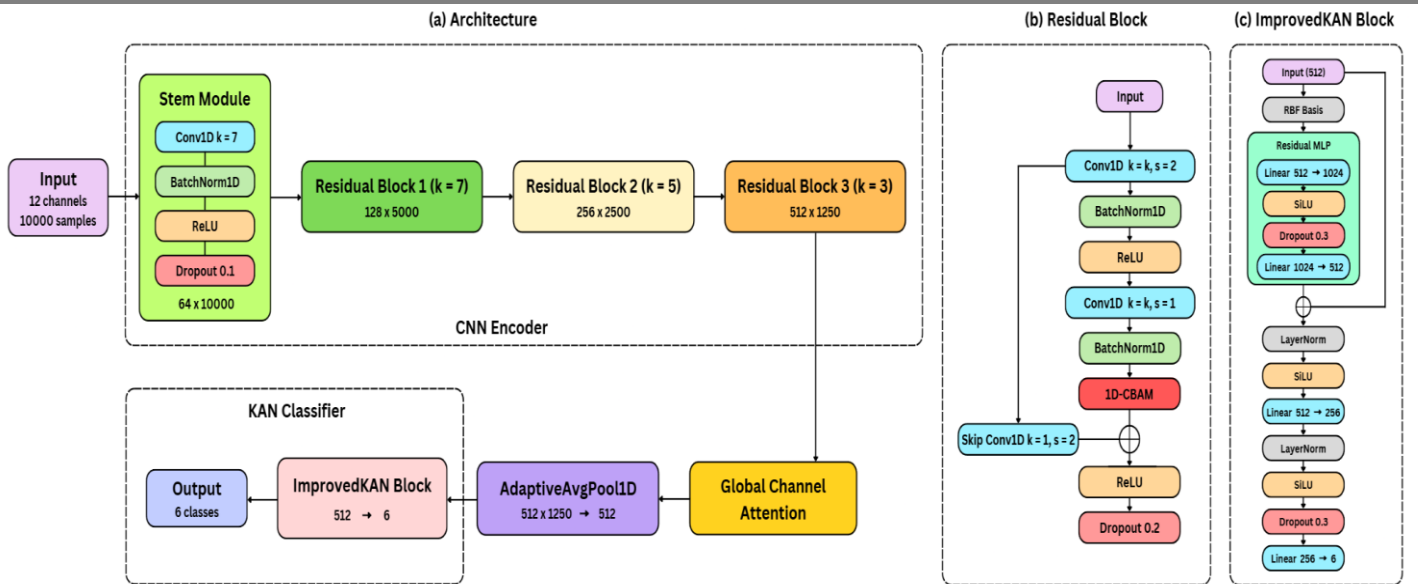 (a) Architecture
Stem Module
Conv1D k = 7
BatchNorm1D
ReLU
Dropout 0.1
64 x 10000
Input
12 channels
10000 samples
Residual Block 1 (k = 7)
128 x 5000
Residual Block 2 (k = 5)
256 x 2500
Residual Block 3 (k = 3)
512 x 1250
CNN Encoder
KAN Classifier
Output
6 classes
ImprovedKAN Block
512 → 6
AdaptiveAvgPool1D
512 x 1250 → 512
Global Channel
Attention
(b) Residual Block
Input
Conv1D k = k, s = 2
BatchNorm1D
ReLU
Conv1D k = k, s = 1
BatchNorm1D
1D-CBAM
Skip Conv1D k = 1, s = 2
ReLU
Dropout 0.2
(c) ImprovedKAN Block
Input (512)
RBF Basis
Residual MLP
Linear 512 → 1024
SiLU
Dropout 0.3
Linear 1024 → 512
LayerNorm
SiLU
Linear 512 → 256
LayerNorm
SiLU
Dropout 0.3
Linear 256 → 6